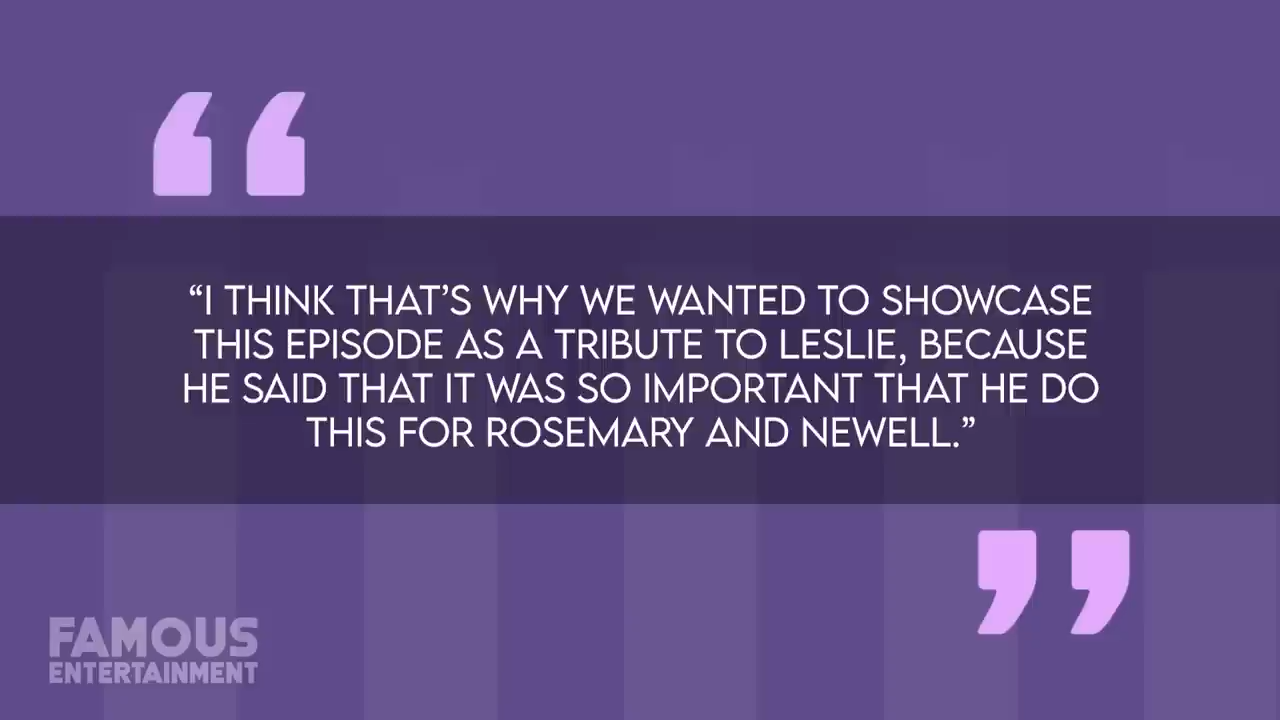 “I THINK THAT’S WHY WE WANTED TO SHOWCASE
THIS EPISODE AS A TRIBUTE TO LESLIE, BECAUSE
HE SAID THAT IT WAS SO IMPORTANT THAT HE DO
THIS FOR ROSEMARY AND NEWELL.”
FAMOUS
ENTERTAINMENT